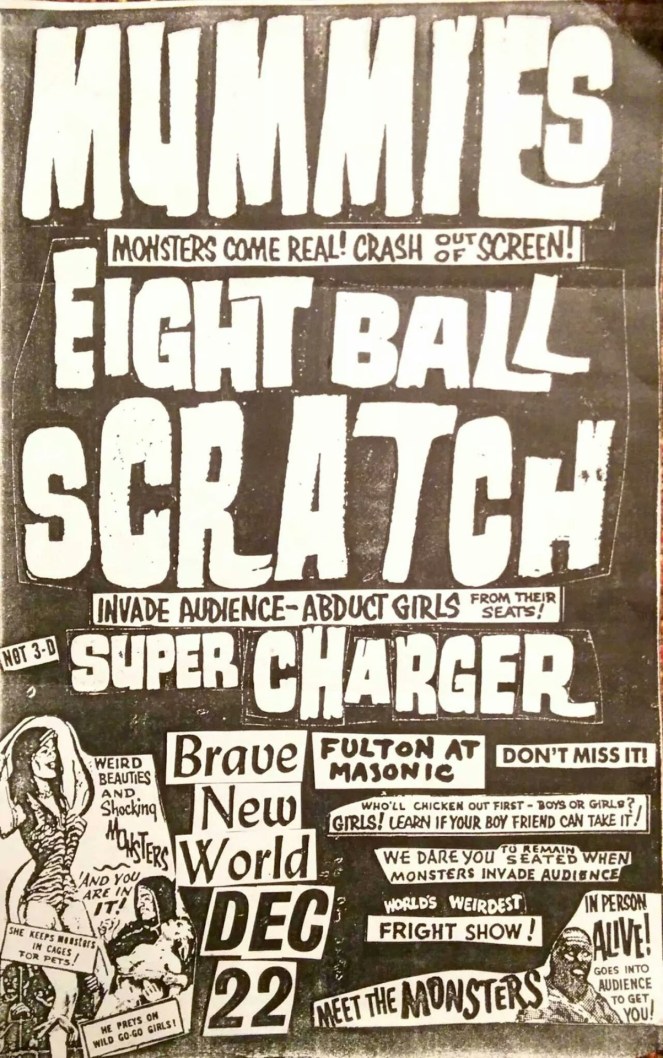 MUMMIES
MONSTERS COME REAL! CRASH OUT OF SCREEN!
EIGHT BALL
SCRATCH
INVADE AUDIENCE-ABDUCT GIRLS FROM THEIR SEATS!
NOT 3-D
SUPER CHARGER
WEIRD
BEAUTIES
AND
Shocking
MONSTERS
AND YOU
ARE IN
IT!
SHE KEEPS MONSTERS
IN CAGES
FOR PETS!
HE PREYS ON
WILD GO-GO GIRLS!
Brave
New
World
DEC
22
FULTON AT
MASONIC
DON'T MISS IT!
WHO'LL CHICKEN OUT FIRST - BOYS OR GIRLS?
GIRLS! LEARN IF YOUR BOY FRIEND CAN TAKE IT!
WE DARE YOU TO REMAIN SEATED WHEN
MONSTERS INVADE AUDIENCE
WORLD'S WEIRDEST
FRIGHT SHOW!
MEET THE MONSTERS
IN PERSON
ALIVE!
GOES INTO
AUDIENCE
TO GET
YOU!